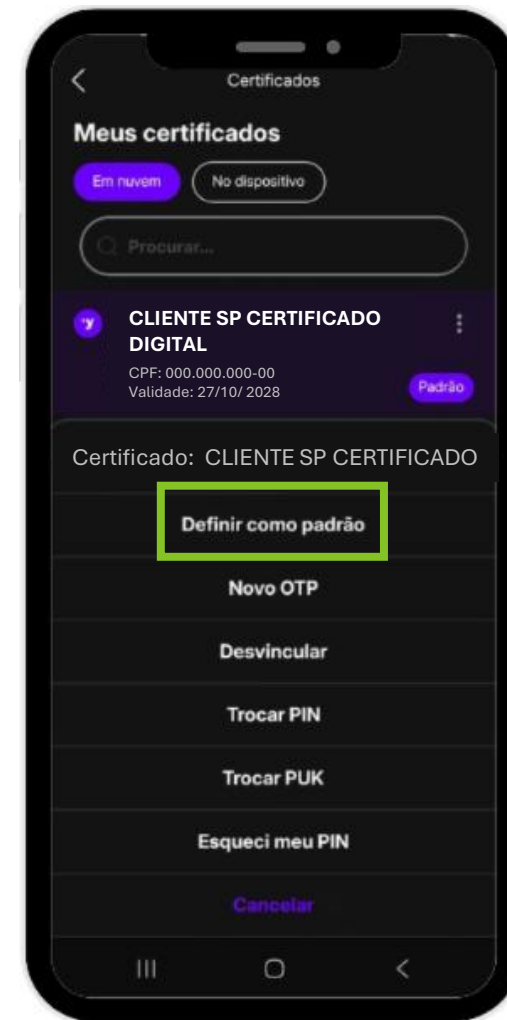 Certificados
Meus certificados
Em nuvem
No dispositivo
Procurar...
CLIENTE SP CERTIFICADO
DIGITAL
CPF: 000.000.000-00
Validade: 27/10/ 2028
Padrão
Certificado: CLIENTE SP CERTIFICADO
Definir como padrão
Novo OTP
Desvincular
Trocar PIN
Trocar PUK
Esqueci meu PIN
Cancelar